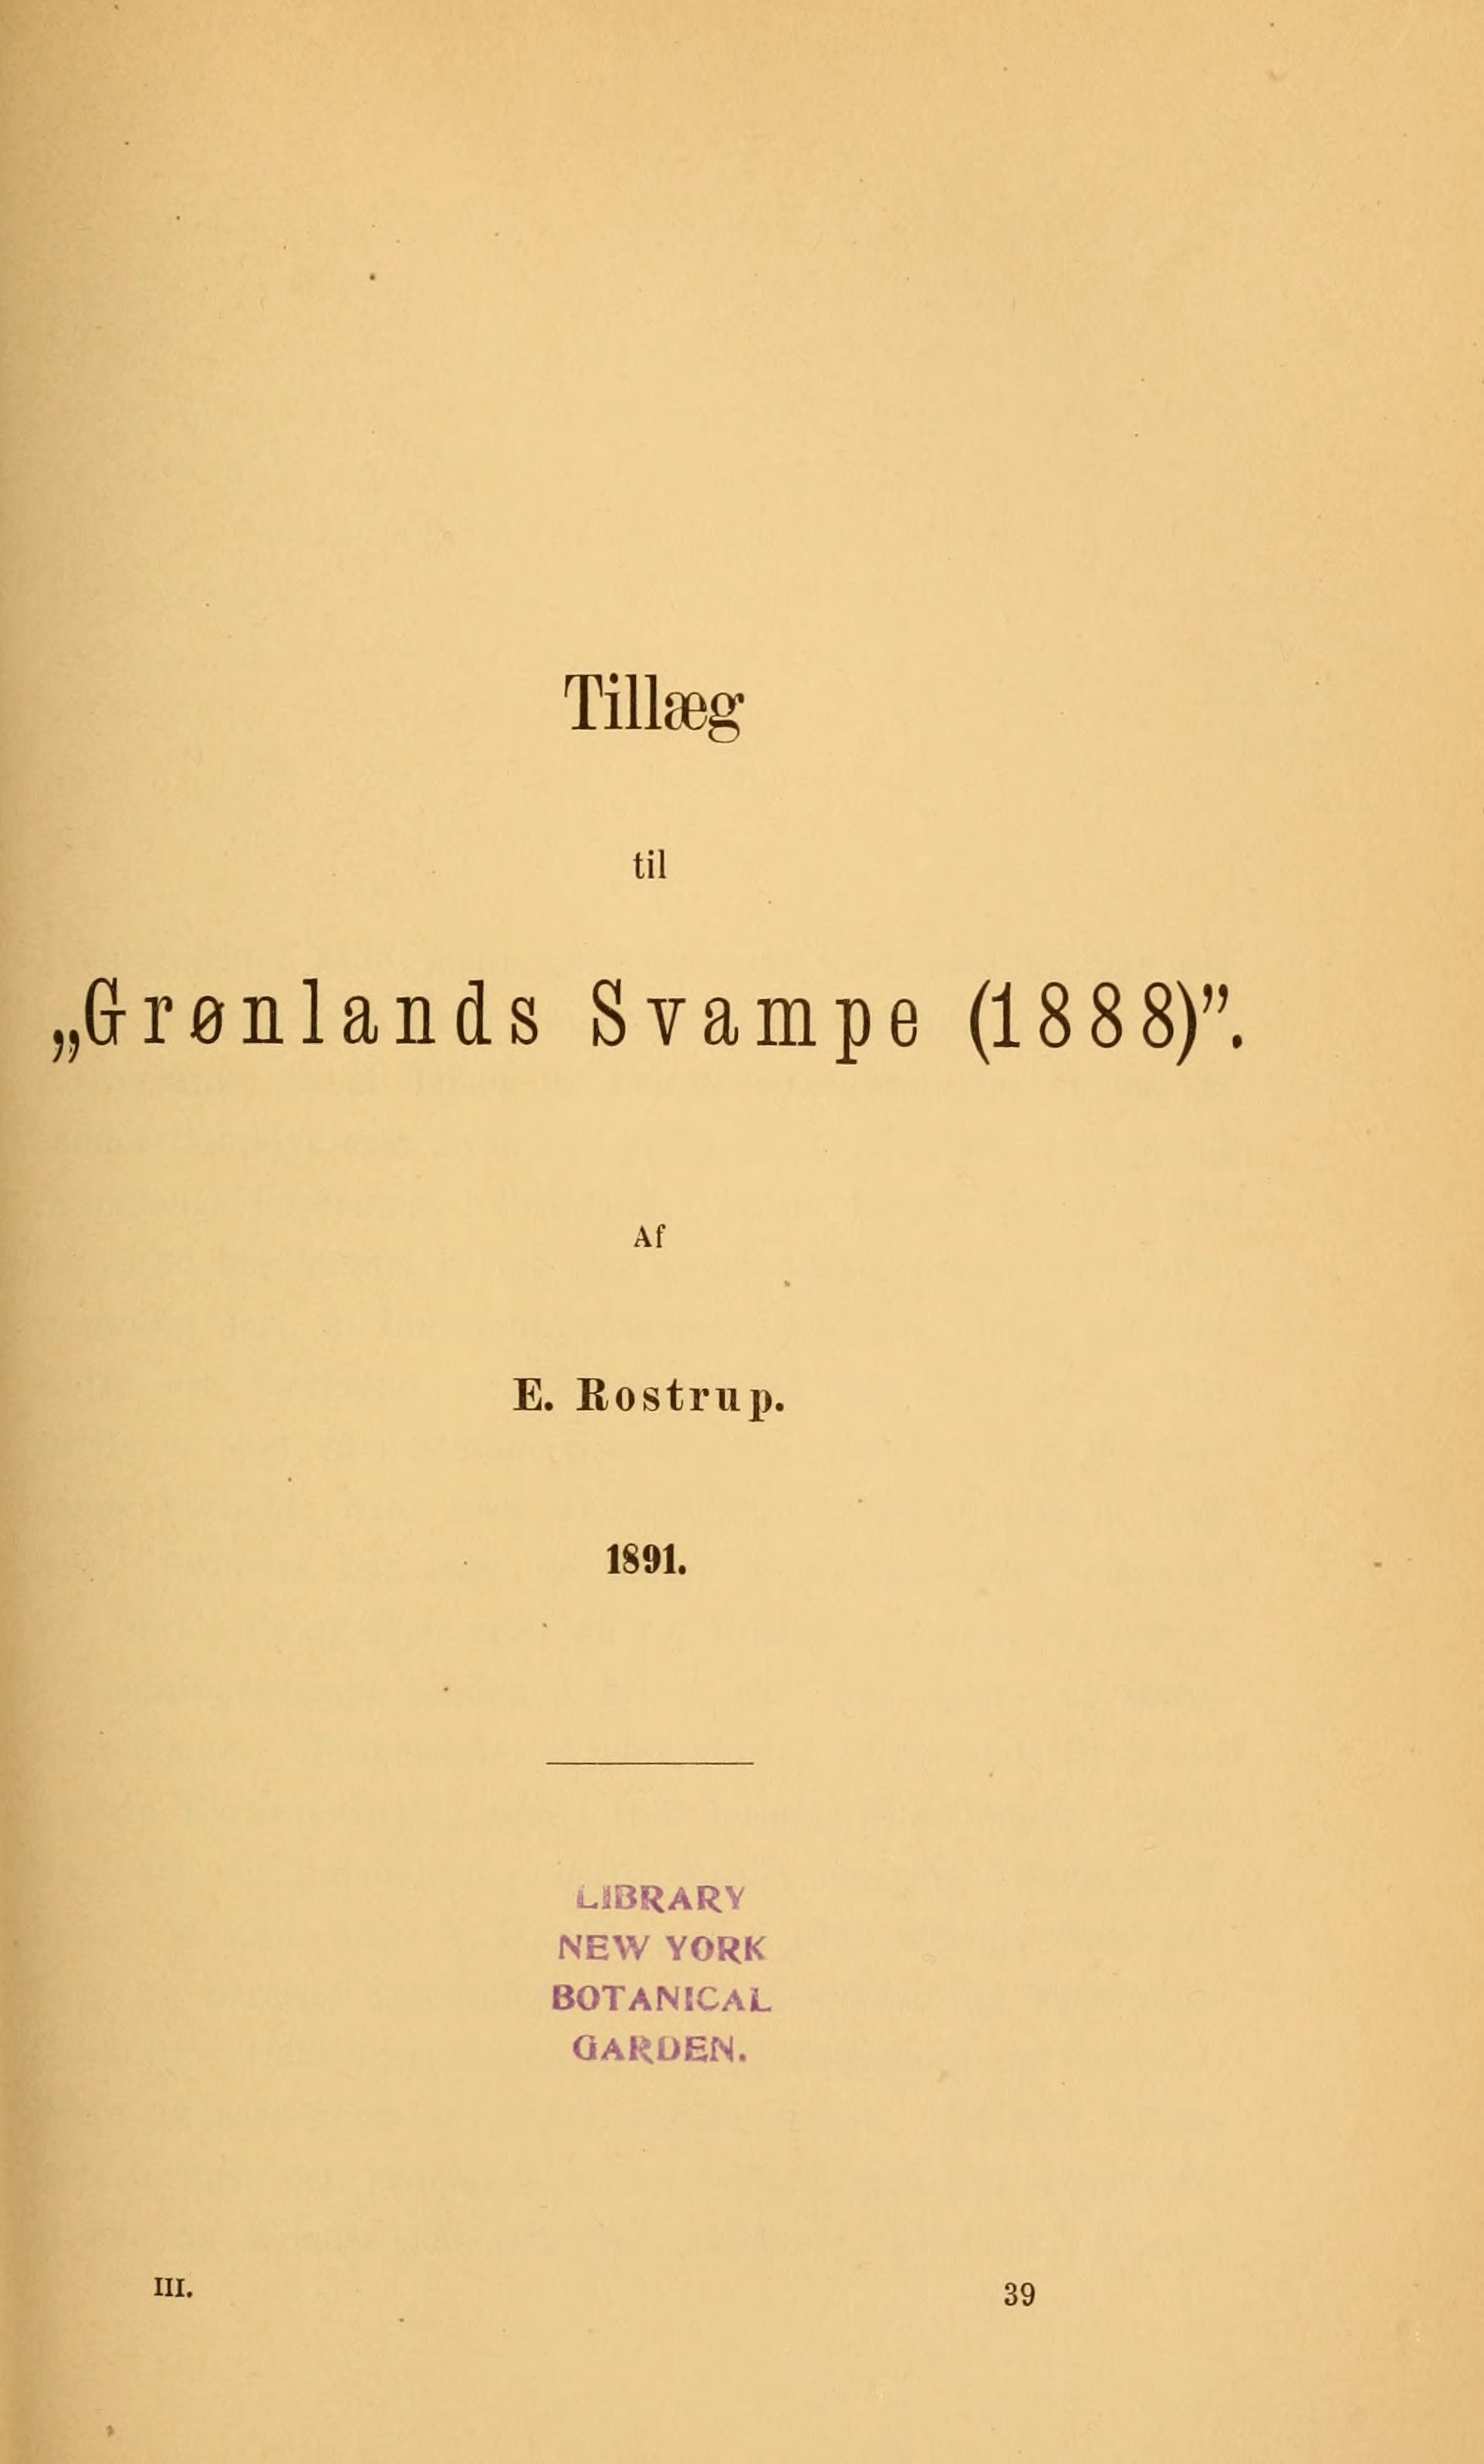 Tillæg
til
„Grønlands Svampe (1888)”.
Af
E. Rostrup.
1891.
LIBRARY
NEW YORK
BOTANICAL
GARDEN.
III. 39